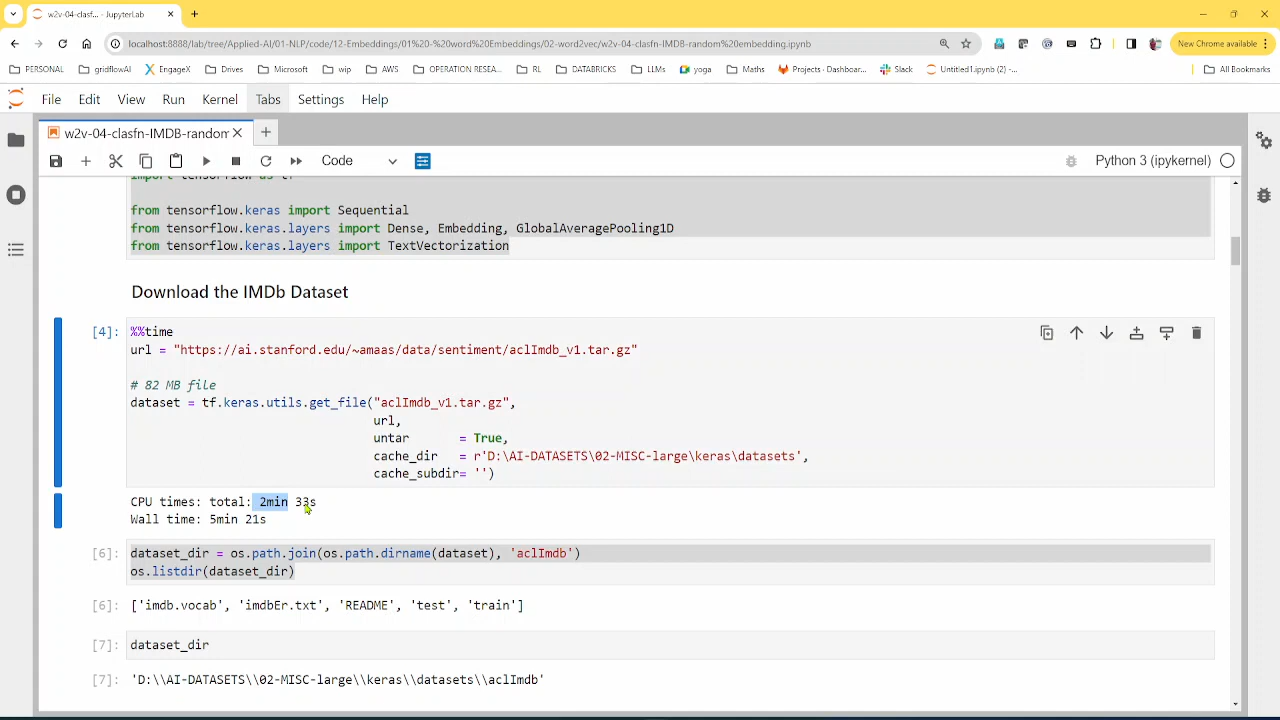 w2v-04-clasf... - JupyterLab
localhost:8888/lab/tree/Applied-AI/01-NLP/code/12.Embeddings/01%20-%20word%20Embeddings/02-word2vec/w2v-04-clasfn-IMDB-random%20embedding.ipynb
New Chrome available
PERSONAL gridflowAI EngageX Drives Microsoft wip AWS OPERATION RESEA... RL DATABRICKS LLMs yoga Maths Projects · Dashboar... Slack Untitled1.ipynb (2) -... All Bookmarks
File Edit View Run Kernel Tabs Settings Help
w2v-04-clasfn-IMDB-random
Code
Python 3 (ipykernel)
import tensorflow as tf
from tensorflow.keras import Sequential
from tensorflow.keras.layers import Dense, Embedding, GlobalAveragePooling1D
from tensorflow.keras.layers import TextVectorization
Download the IMDb Dataset
[4]: %%time
url = "https://ai.stanford.edu/~amaas/data/sentiment/aclImdb_v1.tar.gz"
# 82 MB file
dataset = tf.keras.utils.get_file("aclImdb_v1.tar.gz",
url,
untar = True,
cache_dir = r'D:\AI-DATASETS\02-MISC-large\keras\datasets',
cache_subdir= '')
CPU times: total: 2min 33s
Wall time: 5min 21s
[6]: dataset_dir = os.path.join(os.path.dirname(dataset), 'aclImdb')
os.listdir(dataset_dir)
[6]: ['imdb.vocab', 'imdbEr.txt', 'README', 'test', 'train']
[7]: dataset_dir
[7]: 'D:\\AI-DATASETS\\02-MISC-large\\keras\\datasets\\aclImdb'